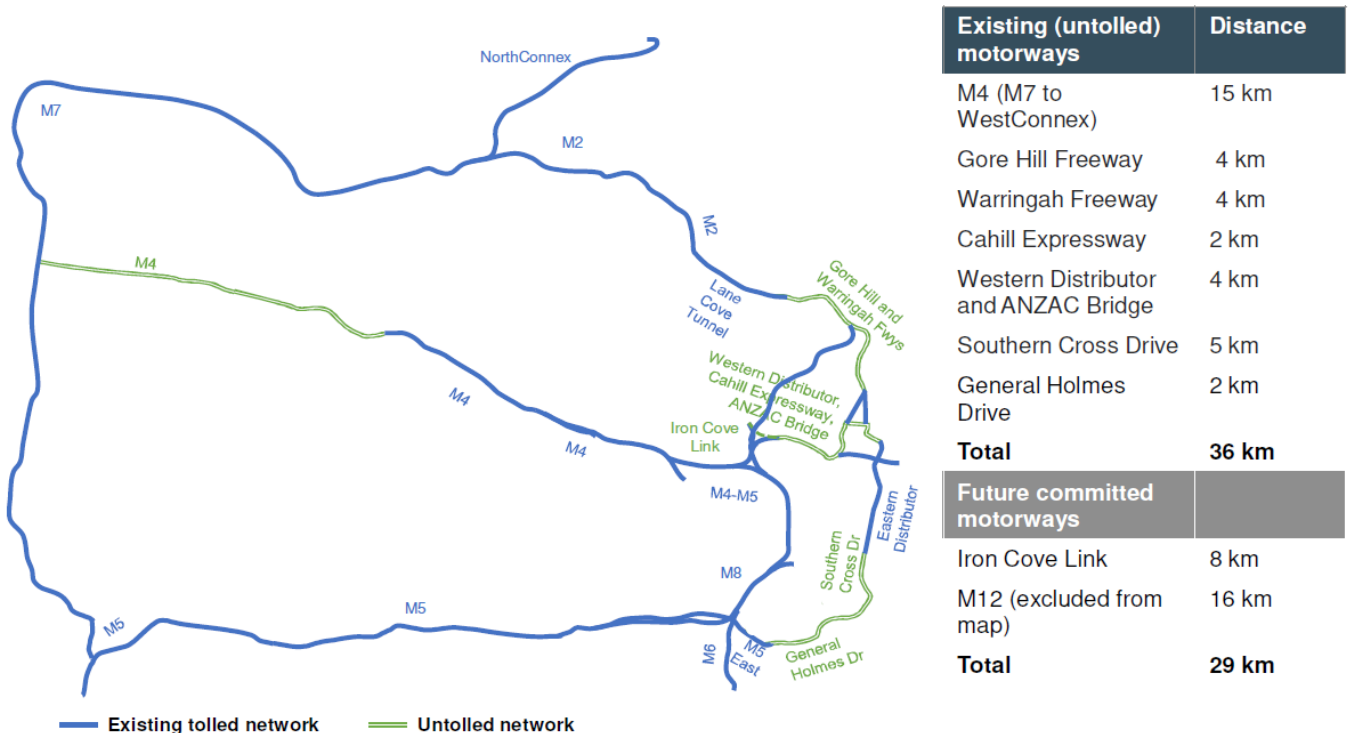 NorthConnex
M7
M2
M2
M4
Lane
Cove
Tunnel
Gore Hill and
Warringah Fwys
M4
Western Distributor,
Cahill Expressway,
ANZAC Bridge
Iron Cove
Link
M4
M4-M5
Eastern
Distributor
Southern
Cross Dr
M8
M5
M5
M6
M5
East
General
Holmes Dr
Existing tolled network
Untolled network
Existing (untolled) Distance
motorways
M4 (M7 to 15 km
WestConnex)
Gore Hill Freeway 4 km
Warringah Freeway 4 km
Cahill Expressway 2 km
Western Distributor 4 km
and ANZAC Bridge
Southern Cross Drive 5 km
General Holmes 2 km
Drive
Total 36 km
Future committed
motorways
Iron Cove Link 8 km
M12 (excluded from 16 km
map)
Total 29 km